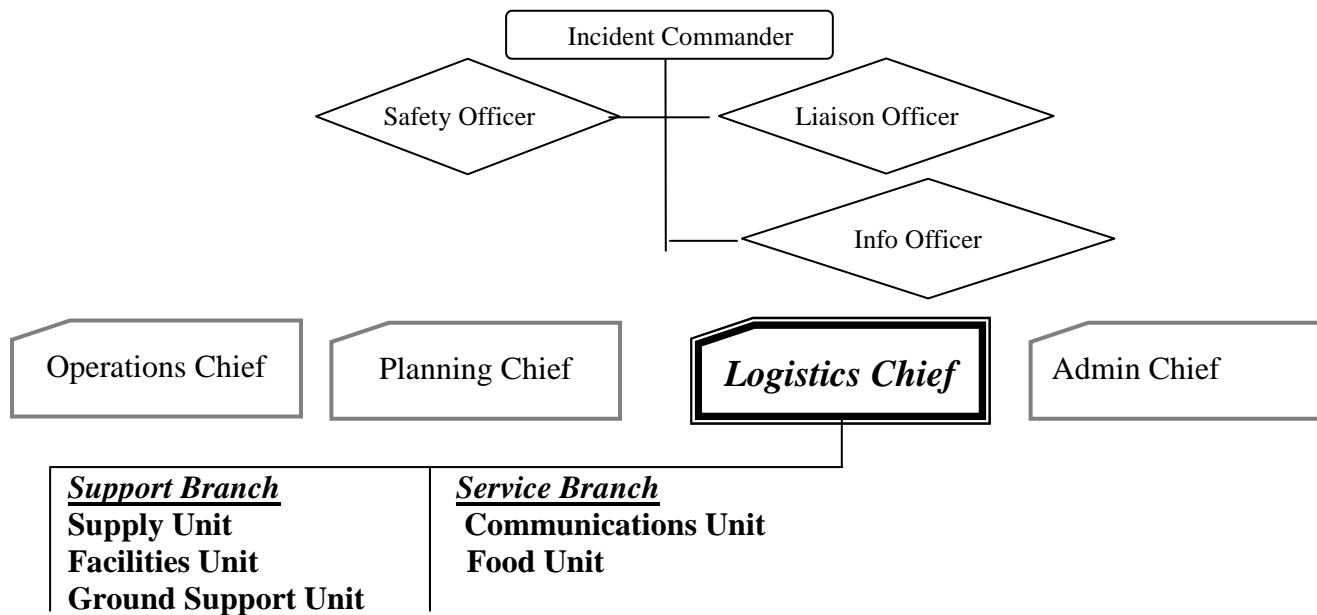 Incident Commander
Safety Officer
Liaison Officer
Info Officer
Operations Chief
Planning Chief
Logistics Chief
Admin Chief
Support Branch
Supply Unit
Facilities Unit
Ground Support Unit
Service Branch
Communications Unit
Food Unit